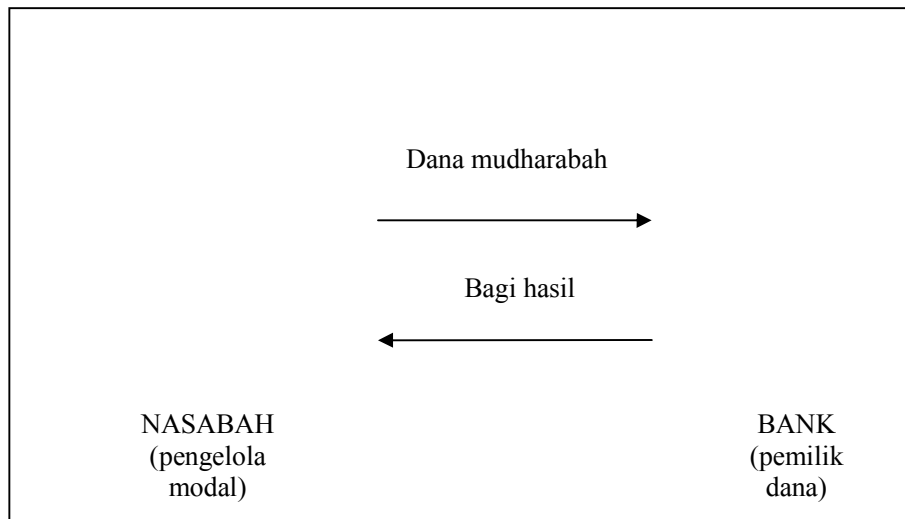 Dana mudharabah
Bagi hasil
NASABAH
(pengelola
modal)
BANK
(pemilik
dana)